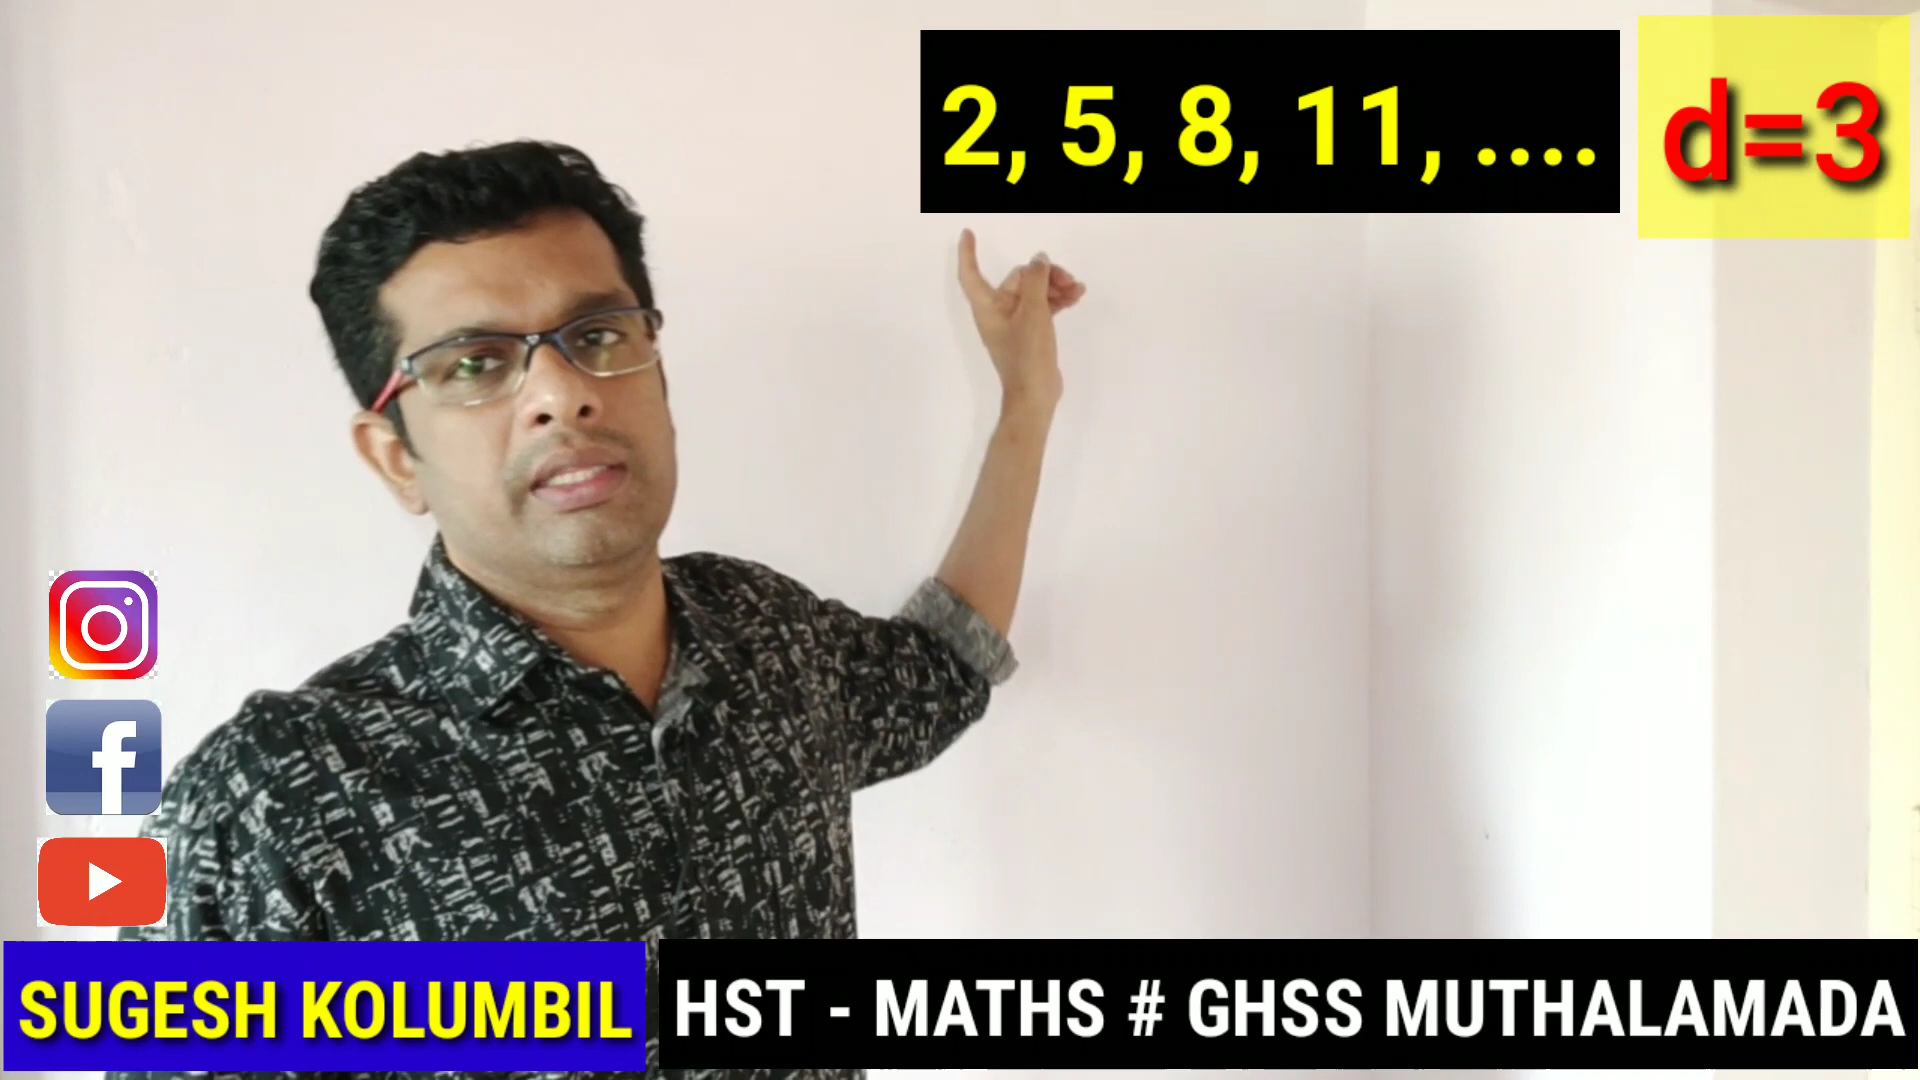 2, 5, 8, 11, ....
d=3
SUGESH KOLUMBIL
HST - MATHS # GHSS MUTHALAMADA